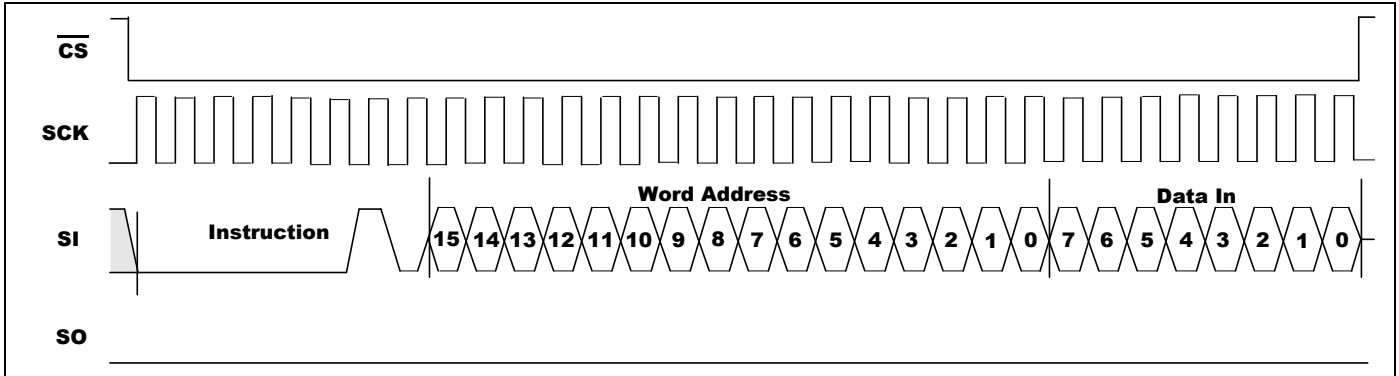 CS
SCK
Word Address
Data In
SI
Instruction
15 14 13 12 11 10 9 8 7 6 5 4 3 2 1 0 7 6 5 4 3 2 1 0
SO